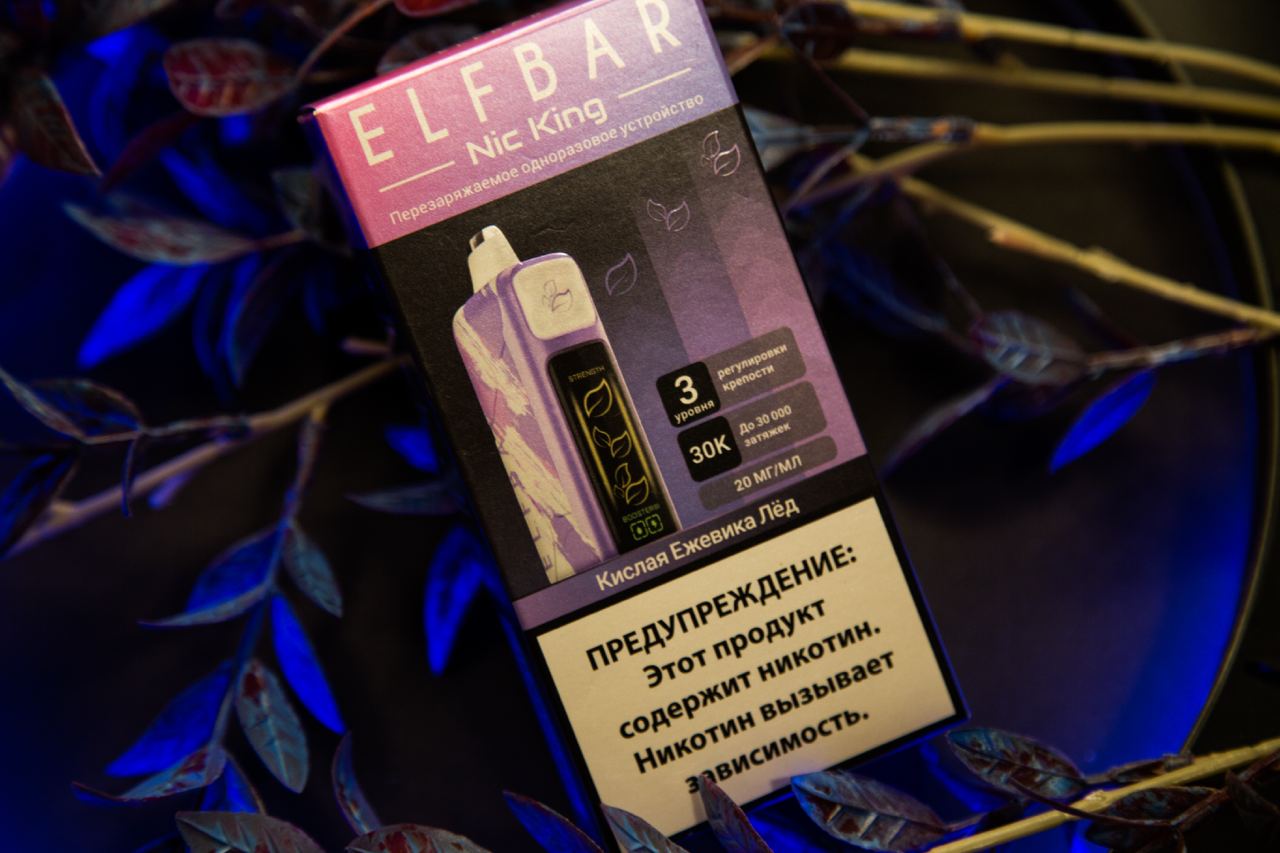 ELFBAR
Nic King
Перезаряжаемое одноразовое устройство
STRENGTH
BOOSTER
3
уровня
регулировки
крепости
30K
До 30 000
затяжек
20 МГ/МЛ
Кислая Ежевика Лёд
ПРЕДУПРЕЖДЕНИЕ:
Этот продукт
содержит никотин.
Никотин вызывает
зависимость.